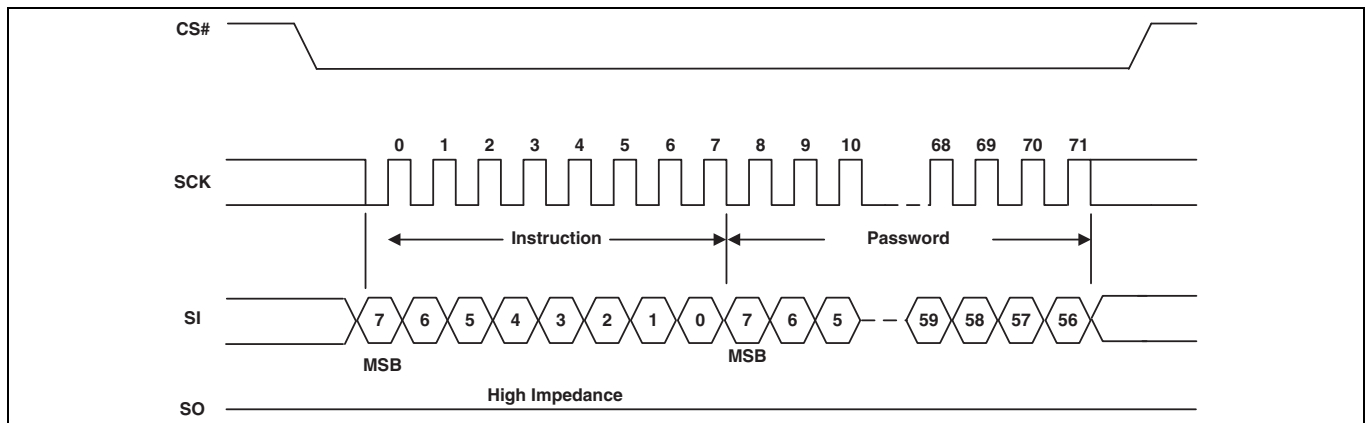 CS#
0 1 2 3 4 5 6 7 8 9 10 68 69 70 71
SCK
Instruction Password
SI 7 6 5 4 3 2 1 0 7 6 5 59 58 57 56
MSB MSB
High Impedance
SO